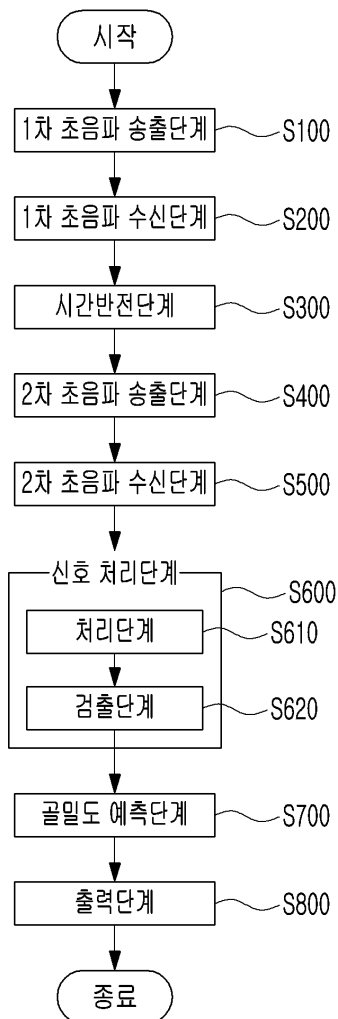 시작
1차 초음파 송출단계 S100
1차 초음파 수신단계 S200
시간반전단계 S300
2차 초음파 송출단계 S400
2차 초음파 수신단계 S500
신호 처리단계 S600
처리단계 S610
검출단계 S620
골밀도 예측단계 S700
출력단계 S800
종료